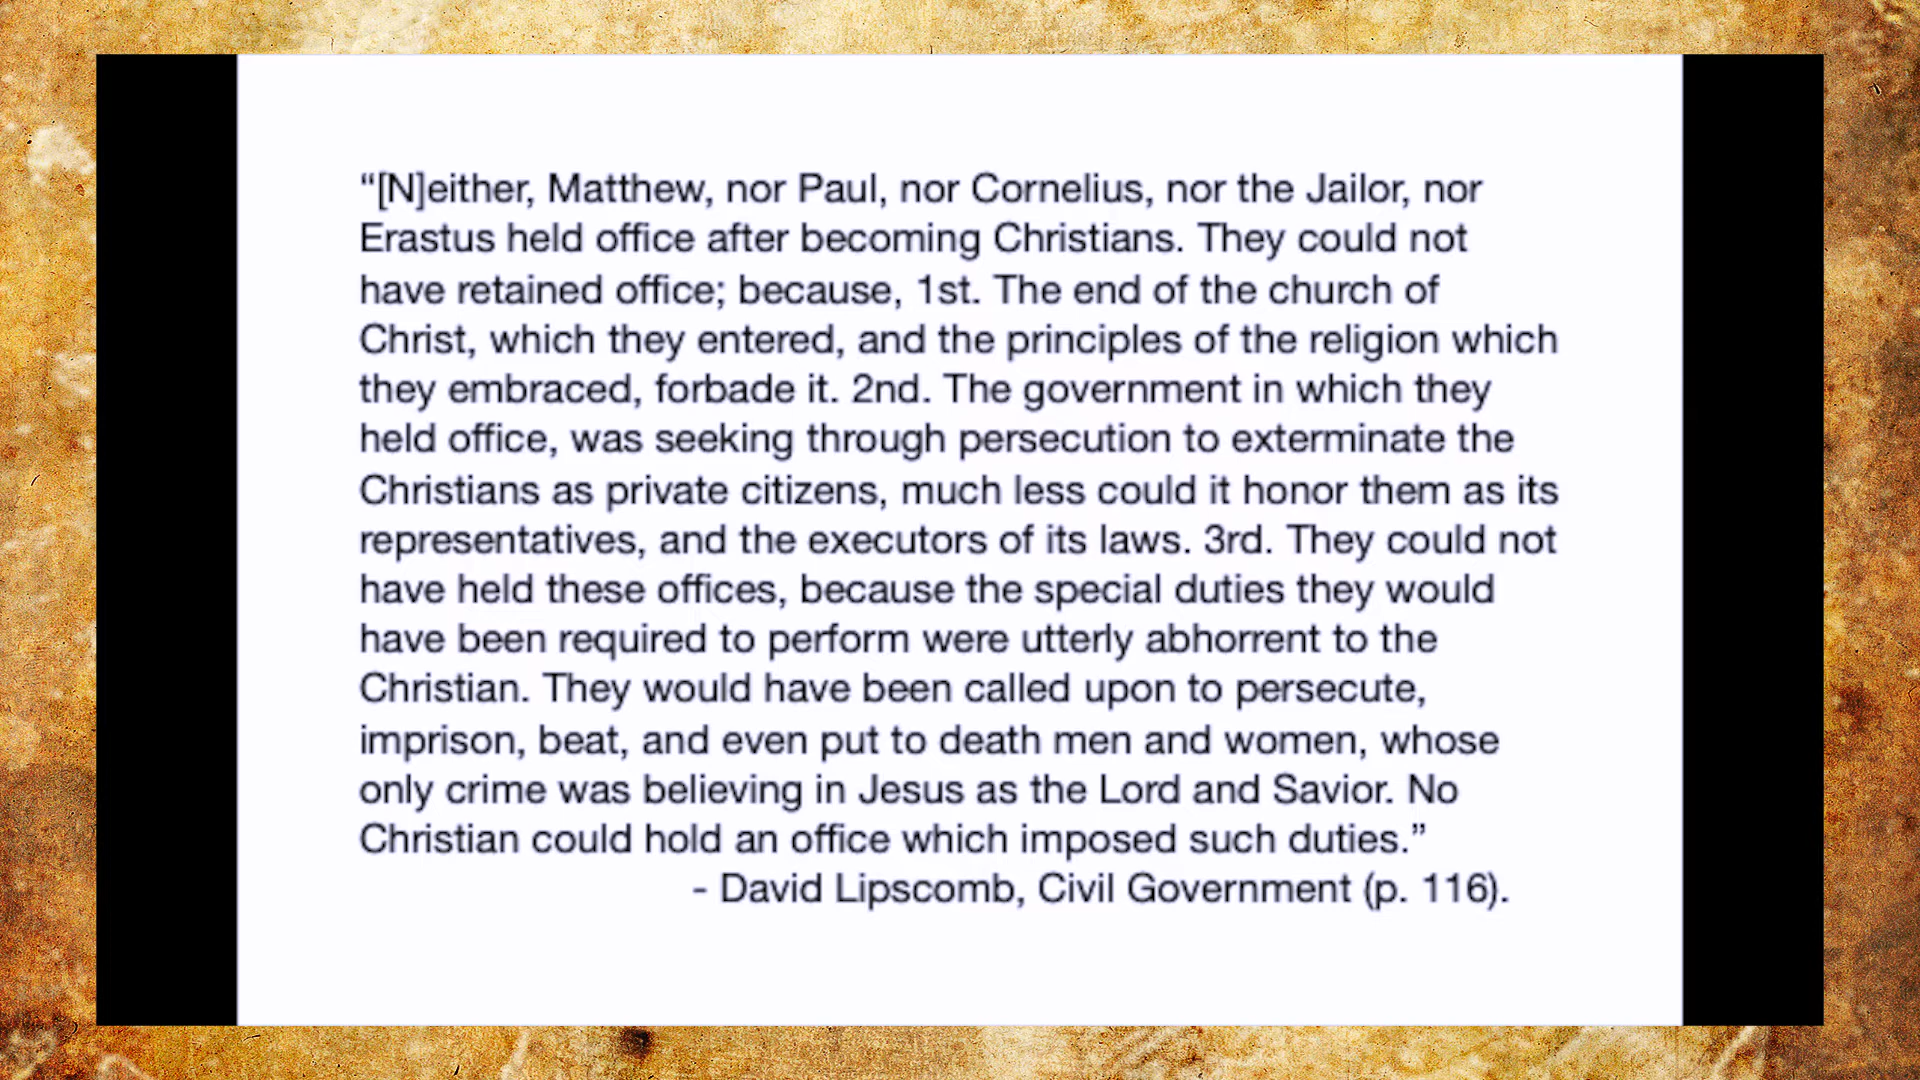 “[N]either, Matthew, nor Paul, nor Cornelius, nor the Jailor, nor
Erastus held office after becoming Christians. They could not
have retained office; because, 1st. The end of the church of
Christ, which they entered, and the principles of the religion which
they embraced, forbade it. 2nd. The government in which they
held office, was seeking through persecution to exterminate the
Christians as private citizens, much less could it honor them as its
representatives, and the executors of its laws. 3rd. They could not
have held these offices, because the special duties they would
have been required to perform were utterly abhorrent to the
Christian. They would have been called upon to persecute,
imprison, beat, and even put to death men and women, whose
only crime was believing in Jesus as the Lord and Savior. No
Christian could hold an office which imposed such duties.”
- David Lipscomb, Civil Government (p. 116).